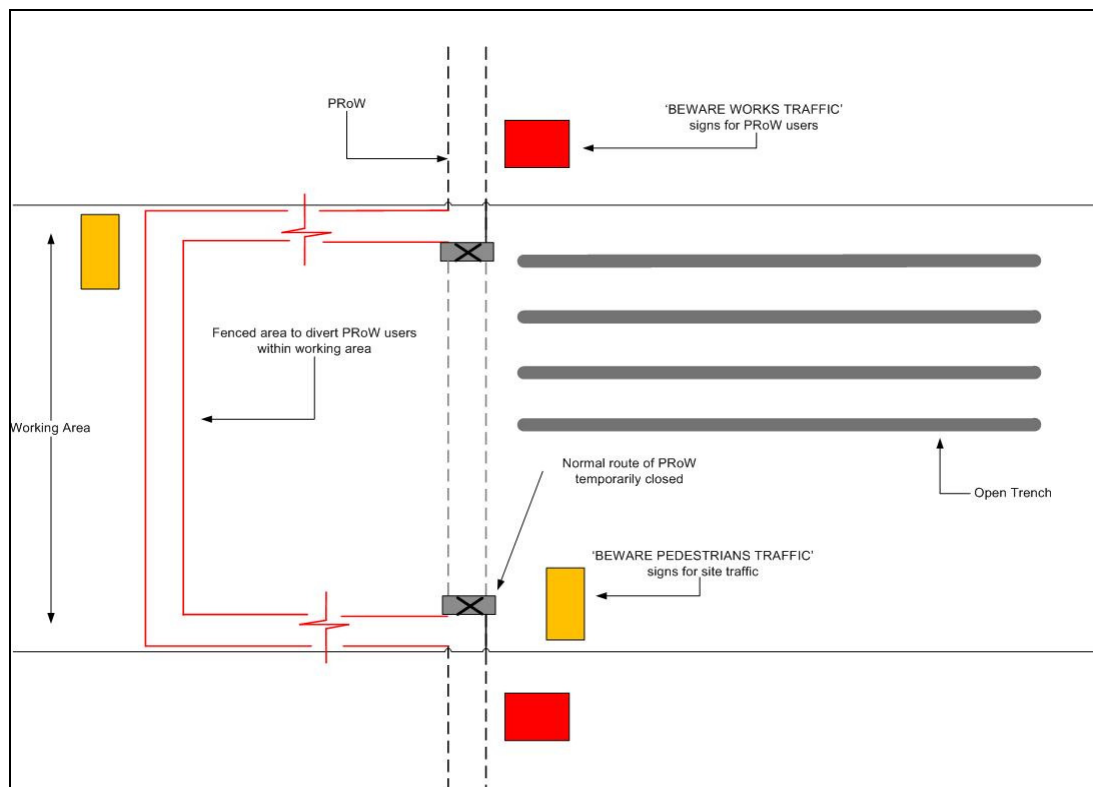 PRoW
‘BEWARE WORKS TRAFFIC’
signs for PRoW users
Fenced area to divert PRoW users
within working area
Working Area
Normal route of PRoW
temporarily closed
Open Trench
‘BEWARE PEDESTRIANS TRAFFIC’
signs for site traffic